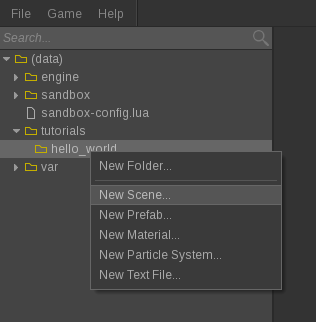 File Game Help
Search...
(data)
engine
sandbox
sandbox-config.lua
tutorials
hello_world
var
New Folder...
New Scene...
New Prefab...
New Material...
New Particle System...
New Text File...